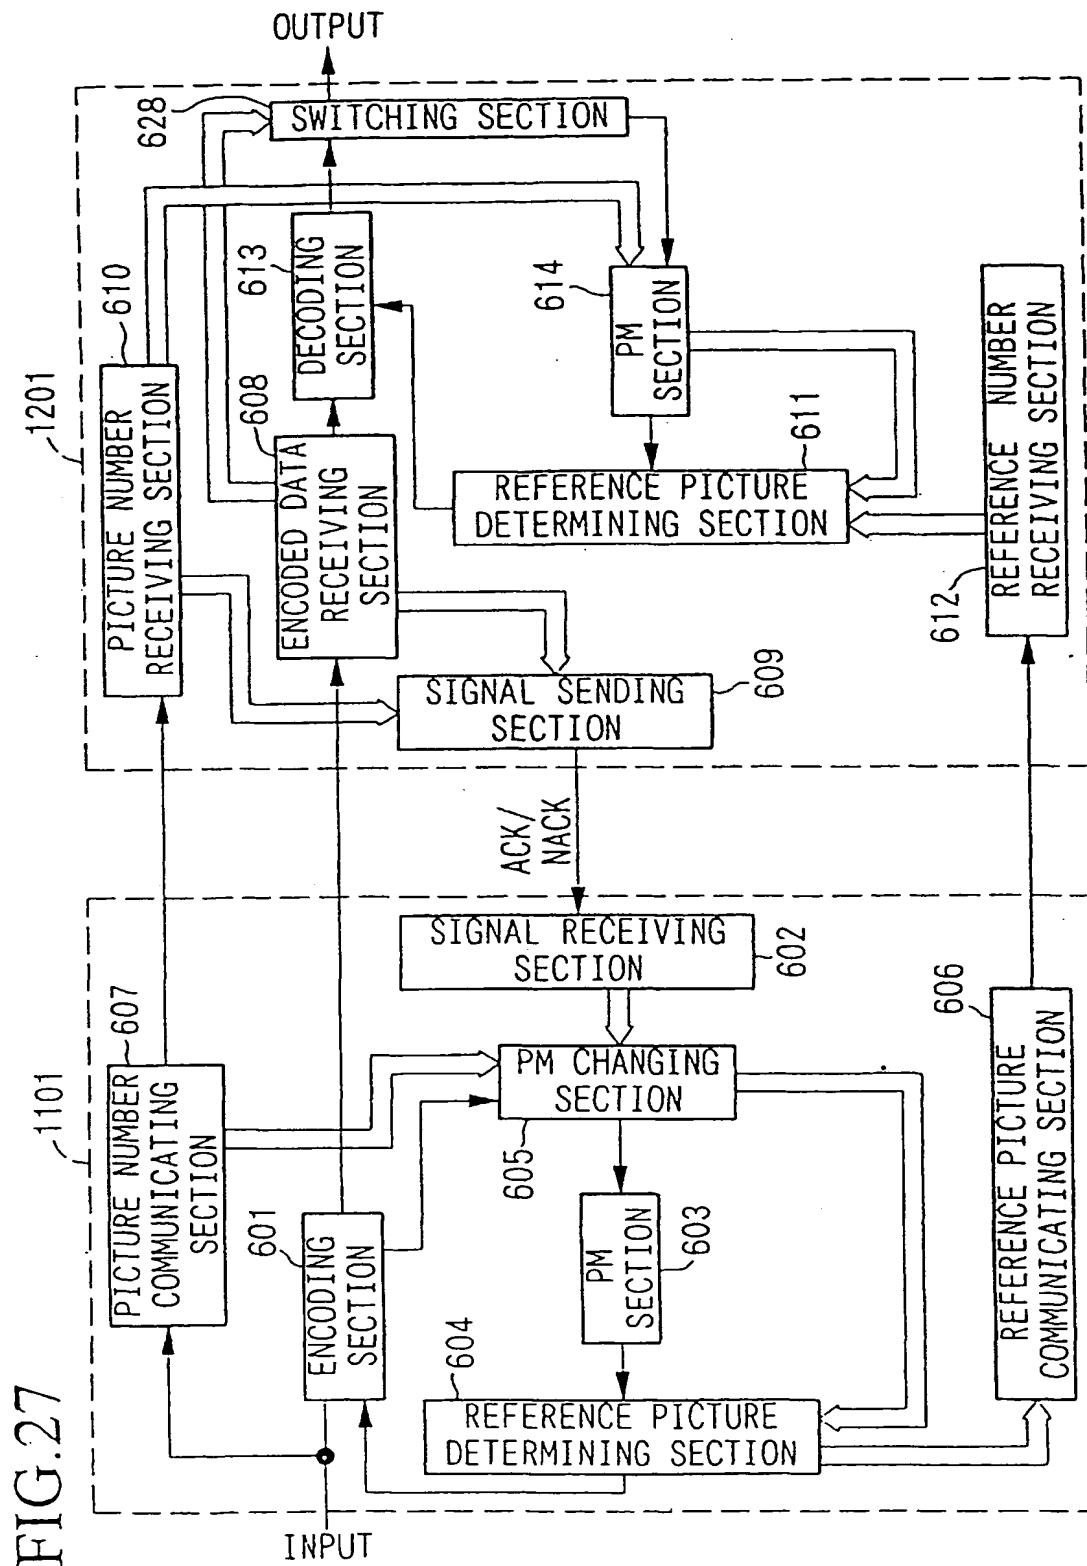 FIG.27
INPUT
1101
PICTURE NUMBER
COMMUNICATING
SECTION
607
ENCODING
SECTION
601
PM CHANGING
SECTION
605
PM
SECTION
603
REFERENCE PICTURE
DETERMINING SECTION
604
SIGNAL RECEIVING
SECTION
602
REFERENCE PICTURE
COMMUNICATING SECTION
606
ACK/
NACK
1201
PICTURE NUMBER
RECEIVING SECTION
610
ENCODED DATA
RECEIVING
SECTION
608
SIGNAL SENDING
SECTION
609
DECODING
SECTION
613
SWITCHING SECTION
628
OUTPUT
PM
SECTION
614
REFERENCE PICTURE
DETERMINING SECTION
611
REFERENCE NUMBER
RECEIVING SECTION
612